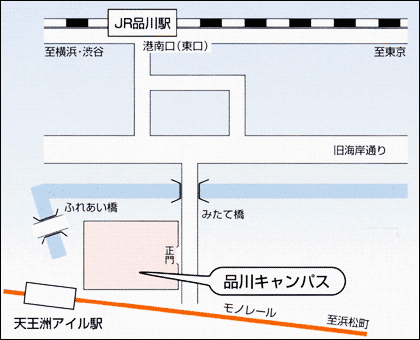 JR品川駅
港南口(東口)
至横浜・渋谷
至東京
旧海岸通り
ふれあい橋
みたて橋
正門
品川キャンパス
モノレール
天王洲アイル駅
至浜松町